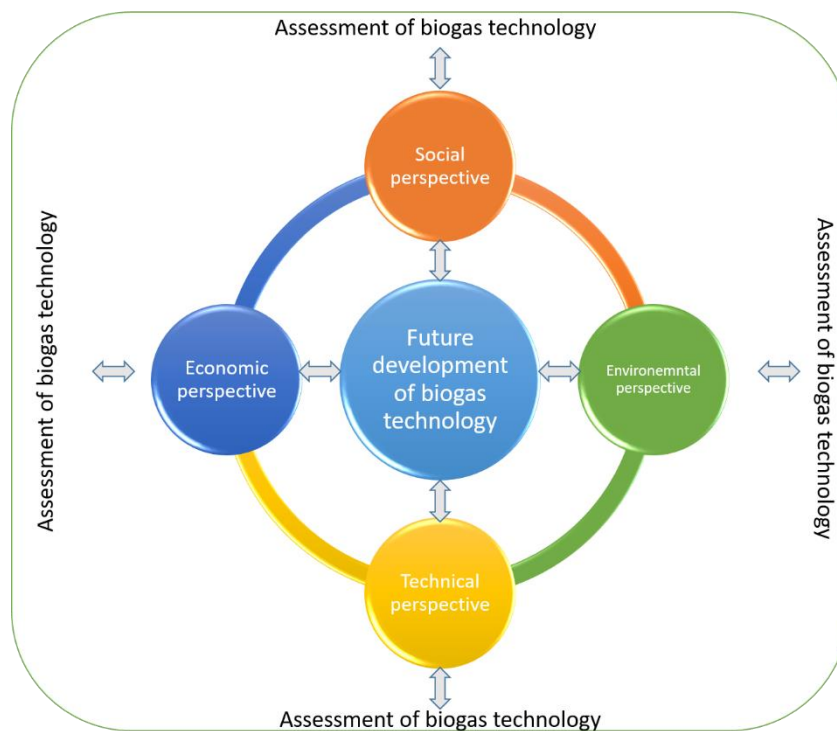 Assessment of biogas technology
Social
perspective
Assessment of biogas technology
Economic
perspective
Future
development
of biogas
technology
Environemntal
perspective
Assessment of biogas technology
Technical
perspective
Assessment of biogas technology